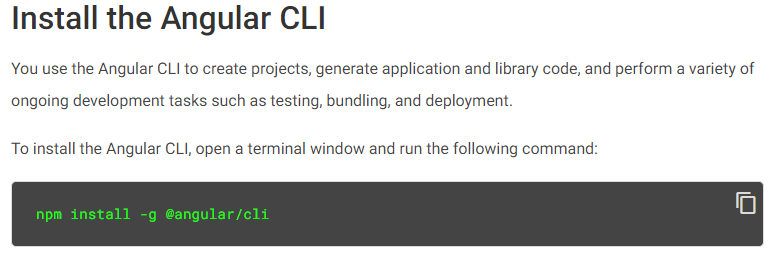 Install the Angular CLI
You use the Angular CLI to create projects, generate application and library code, and perform a variety of
ongoing development tasks such as testing, bundling, and deployment.
To install the Angular CLI, open a terminal window and run the following command:
npm install -g @angular/cli